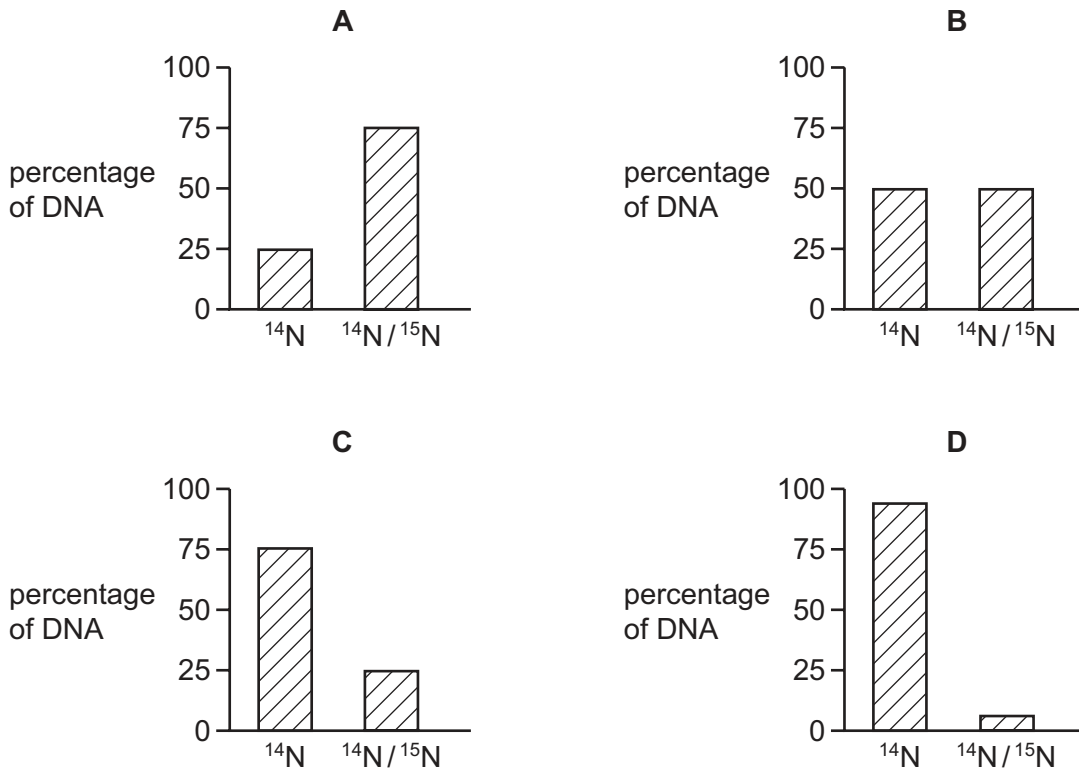 A
100
75
50
25
0
percentage
of DNA
¹⁴N
¹⁴N / ¹⁵N
B
100
75
50
25
0
percentage
of DNA
¹⁴N
¹⁴N / ¹⁵N
C
100
75
50
25
0
percentage
of DNA
¹⁴N
¹⁴N / ¹⁵N
D
100
75
50
25
0
percentage
of DNA
¹⁴N
¹⁴N / ¹⁵N